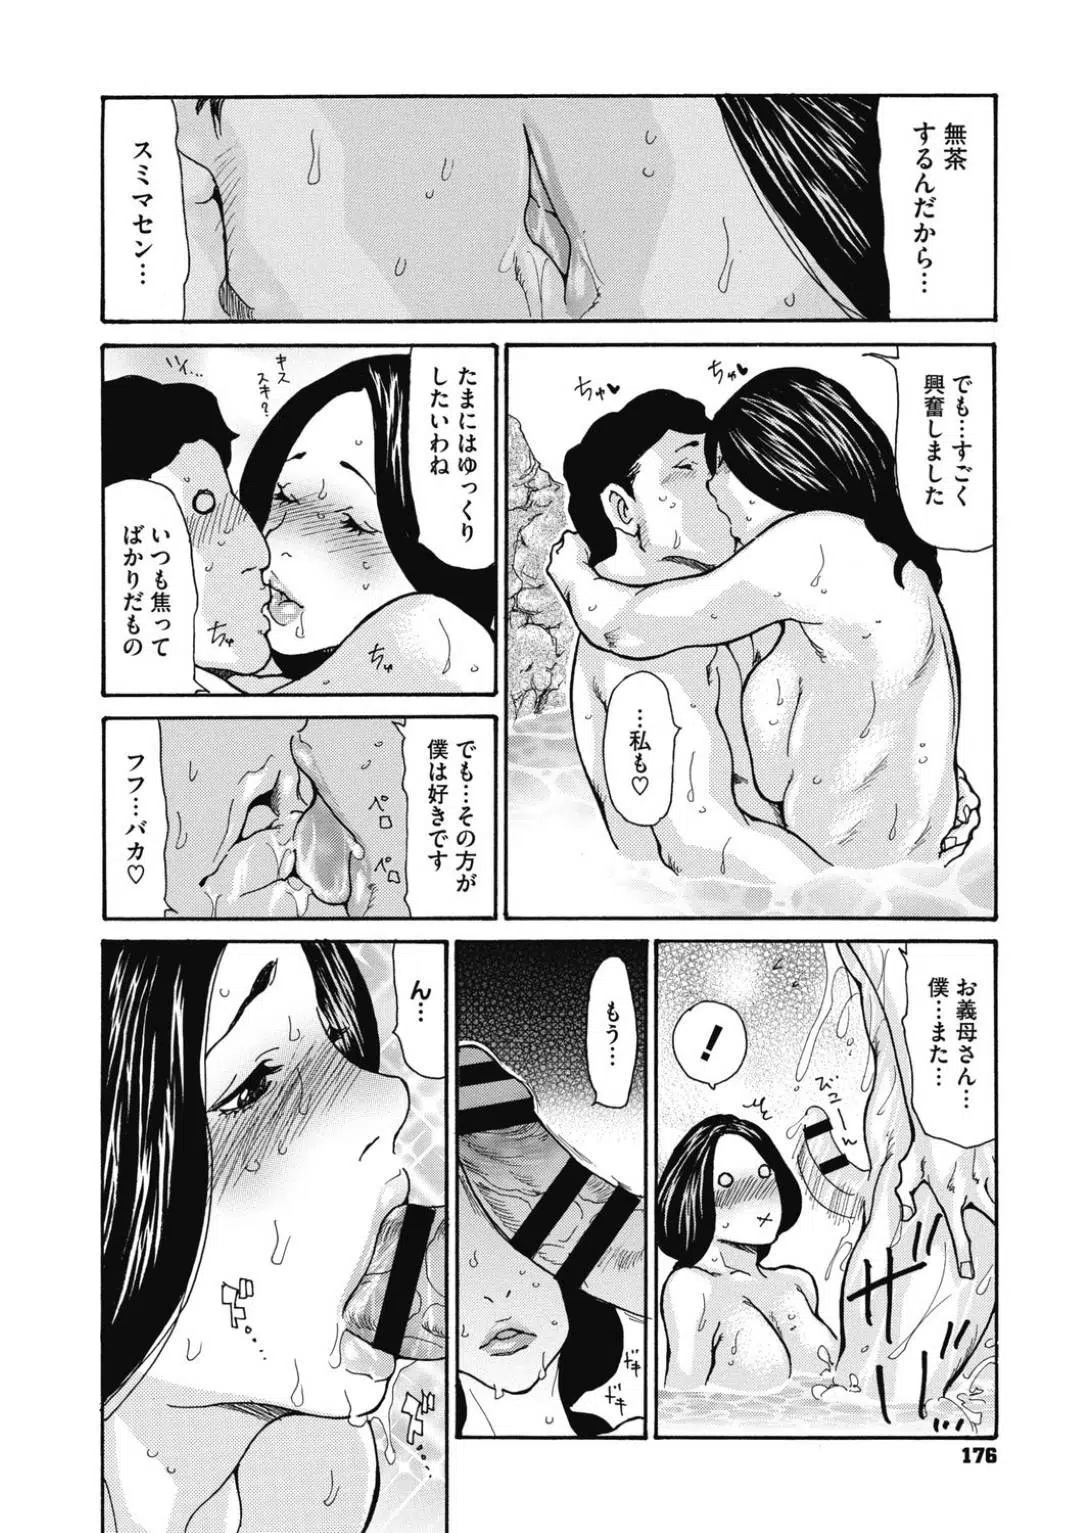 無茶
するんだから…
スミマセン…
でも…すごく
興奮しました
ちゅ♥
ちゅ♥
…私も♡
たまにはゆっくり
したいわね
キス
スキ?
ツイ…
いつも焦って
ばかりだもの
ちゅ
ちゅ
でも…その方が
僕は好きです
ペロ
ペロ
フフ…バカ♡
お義母さん…
僕…また…
!
びゅーん
ザザ
もう…
ドキ
ドキ
ん…
176